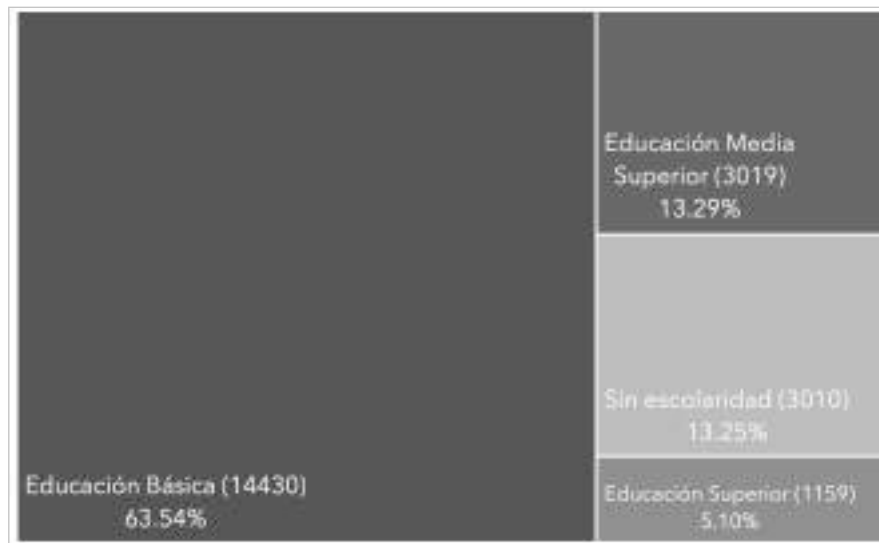 Educación Media
Superior (3019)
13.29%
Sin escolaridad (3010)
13.25%
Educación Básica (14430)
63.54%
Educación Superior (1159)
5.10%